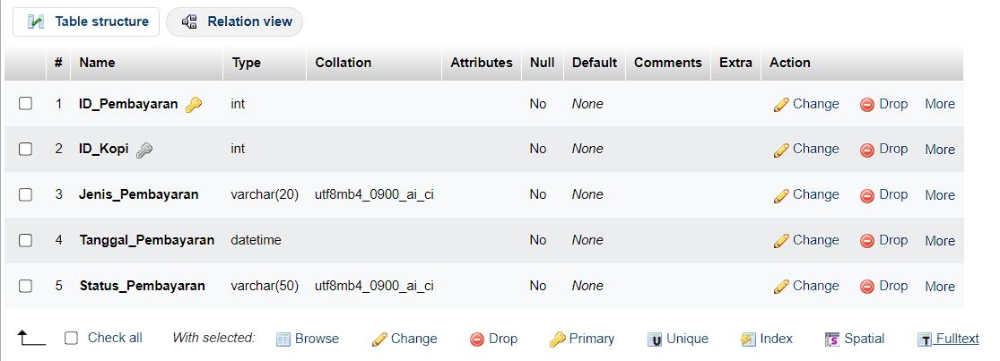 Table structure Relation view
# Name Type Collation Attributes Null Default Comments Extra Action
1 ID_Pembayaran int No None Change Drop More
2 ID_Kopi int No None Change Drop More
3 Jenis_Pembayaran varchar(20) utf8mb4_0900_ai_ci No None Change Drop More
4 Tanggal_Pembayaran datetime No None Change Drop More
5 Status_Pembayaran varchar(50) utf8mb4_0900_ai_ci No None Change Drop More
Check all With selected: Browse Change Drop Primary Unique Index Spatial Fulltext